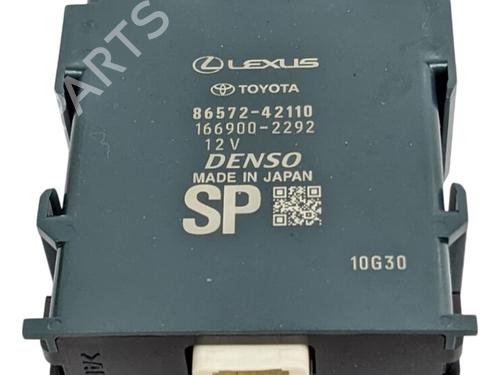 PARTS
LEXUS
TOYOTA
86572-42110
166900-2292
12V
DENSO
MADE IN JAPAN
SP
10G30